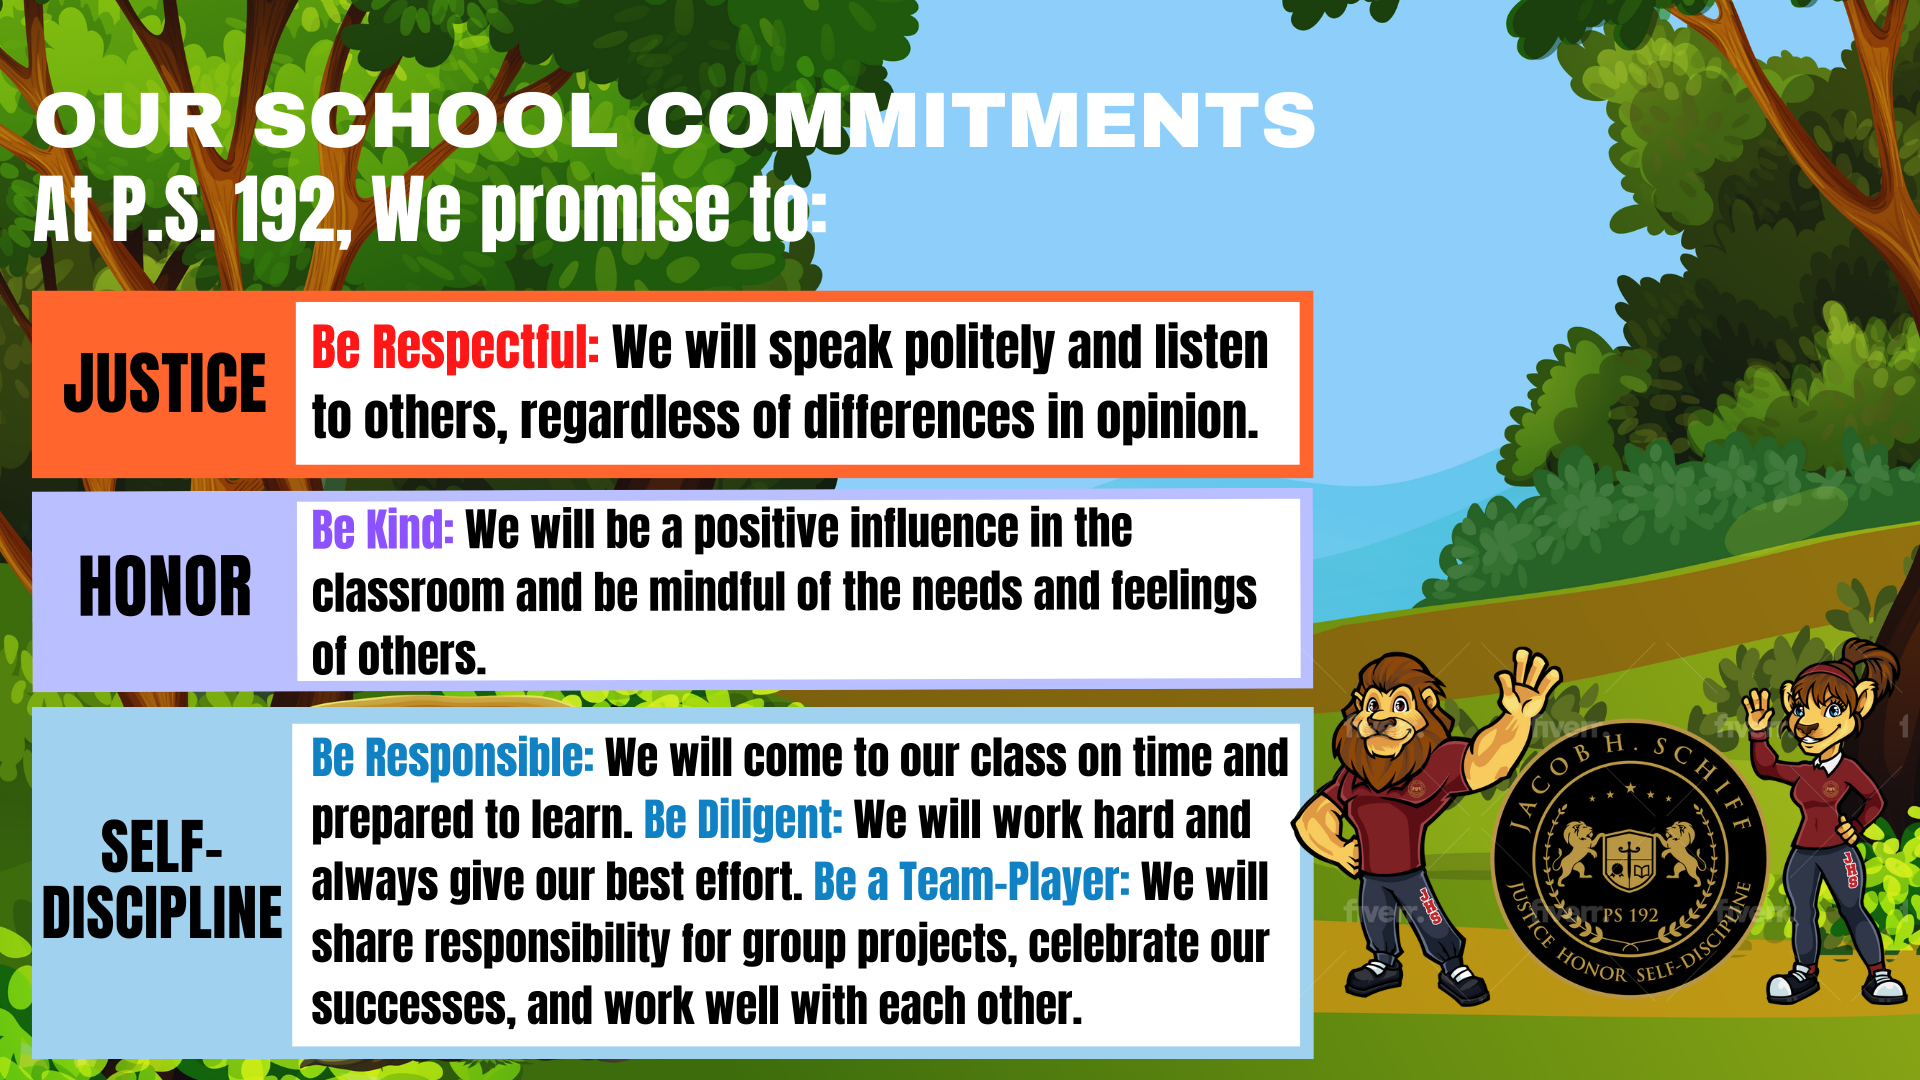 OUR SCHOOL COMMITMENTS
At P.S. 192, We promise to:
JUSTICE
Be Respectful: We will speak politely and listen
to others, regardless of differences in opinion.
HONOR
Be Kind: We will be a positive influence in the
classroom and be mindful of the needs and feelings
of others.
SELF-
DISCIPLINE
Be Responsible: We will come to our class on time and
prepared to learn. Be Diligent: We will work hard and
always give our best effort. Be a Team-Player: We will
share responsibility for group projects, celebrate our
successes, and work well with each other.
JACOB H. SCHIFF
PS 192
JUSTICE HONOR SELF-DISCIPLINE
JHS
JHS
fiverr.
fiverr.
fiverr.
fiverr.
fiverr.
fiverr.